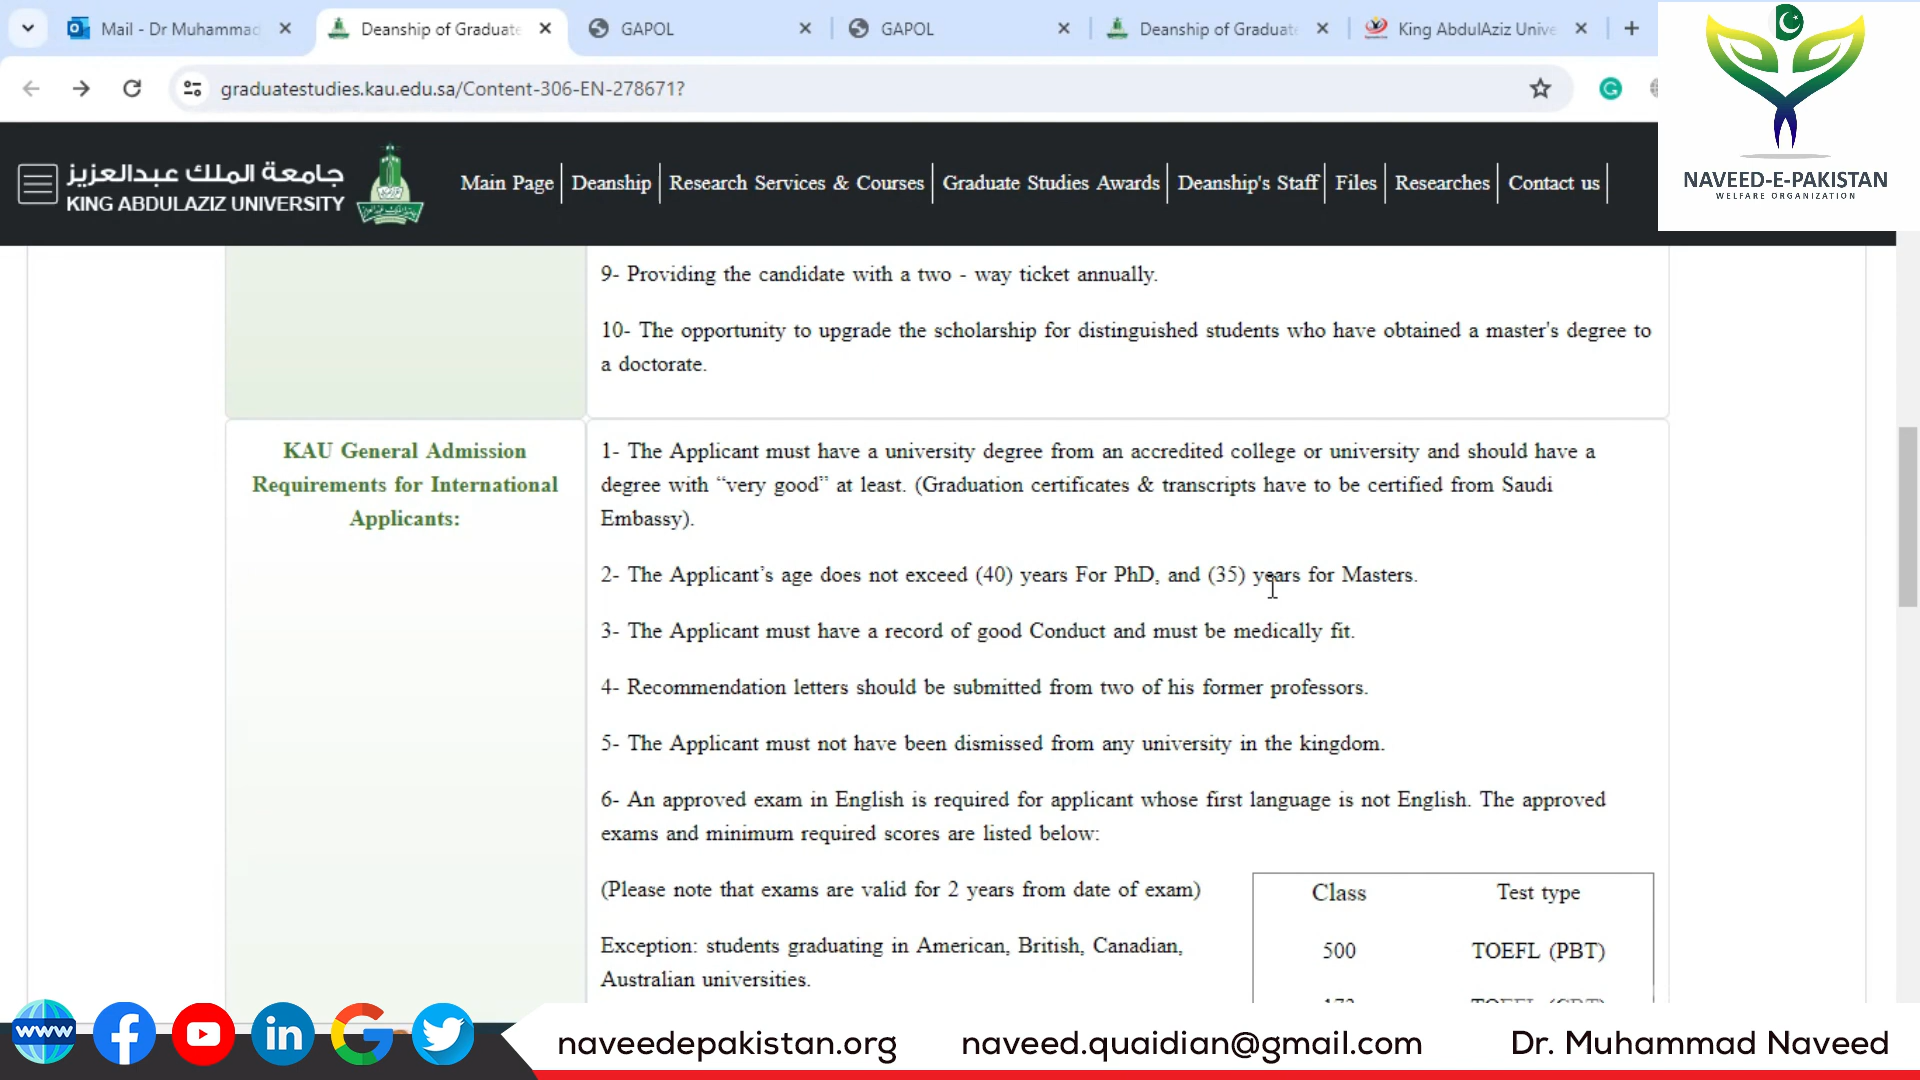 Mail - Dr Muhammad
Deanship of Graduate
GAPOL
GAPOL
Deanship of Graduat
King AbdulAziz Unive
graduatestudies.kau.edu.sa/Content-306-EN-278671?
NAVEED-E-PAKISTAN
WELFARE ORGANIZATION
جامعة الملك عبدالعزيز
KING ABDULAZIZ UNIVERSITY
Main Page
Deanship
Research Services & Courses
Graduate Studies Awards
Deanship's Staff
Files
Researches
Contact us
9- Providing the candidate with a two - way ticket annually.
10- The opportunity to upgrade the scholarship for distinguished students who have obtained a master's degree to
a doctorate.
KAU General Admission
Requirements for International
Applicants:
1- The Applicant must have a university degree from an accredited college or university and should have a
degree with “very good” at least. (Graduation certificates & transcripts have to be certified from Saudi
Embassy).
2- The Applicant’s age does not exceed (40) years For PhD, and (35) years for Masters.
3- The Applicant must have a record of good Conduct and must be medically fit.
4- Recommendation letters should be submitted from two of his former professors.
5- The Applicant must not have been dismissed from any university in the kingdom.
6- An approved exam in English is required for applicant whose first language is not English. The approved
exams and minimum required scores are listed below:
(Please note that exams are valid for 2 years from date of exam)
Exception: students graduating in American, British, Canadian,
Australian universities.
Class Test type
500 TOEFL (PBT)
www
naveedepakistan.org
naveed.quaidian@gmail.com
Dr. Muhammad Naveed